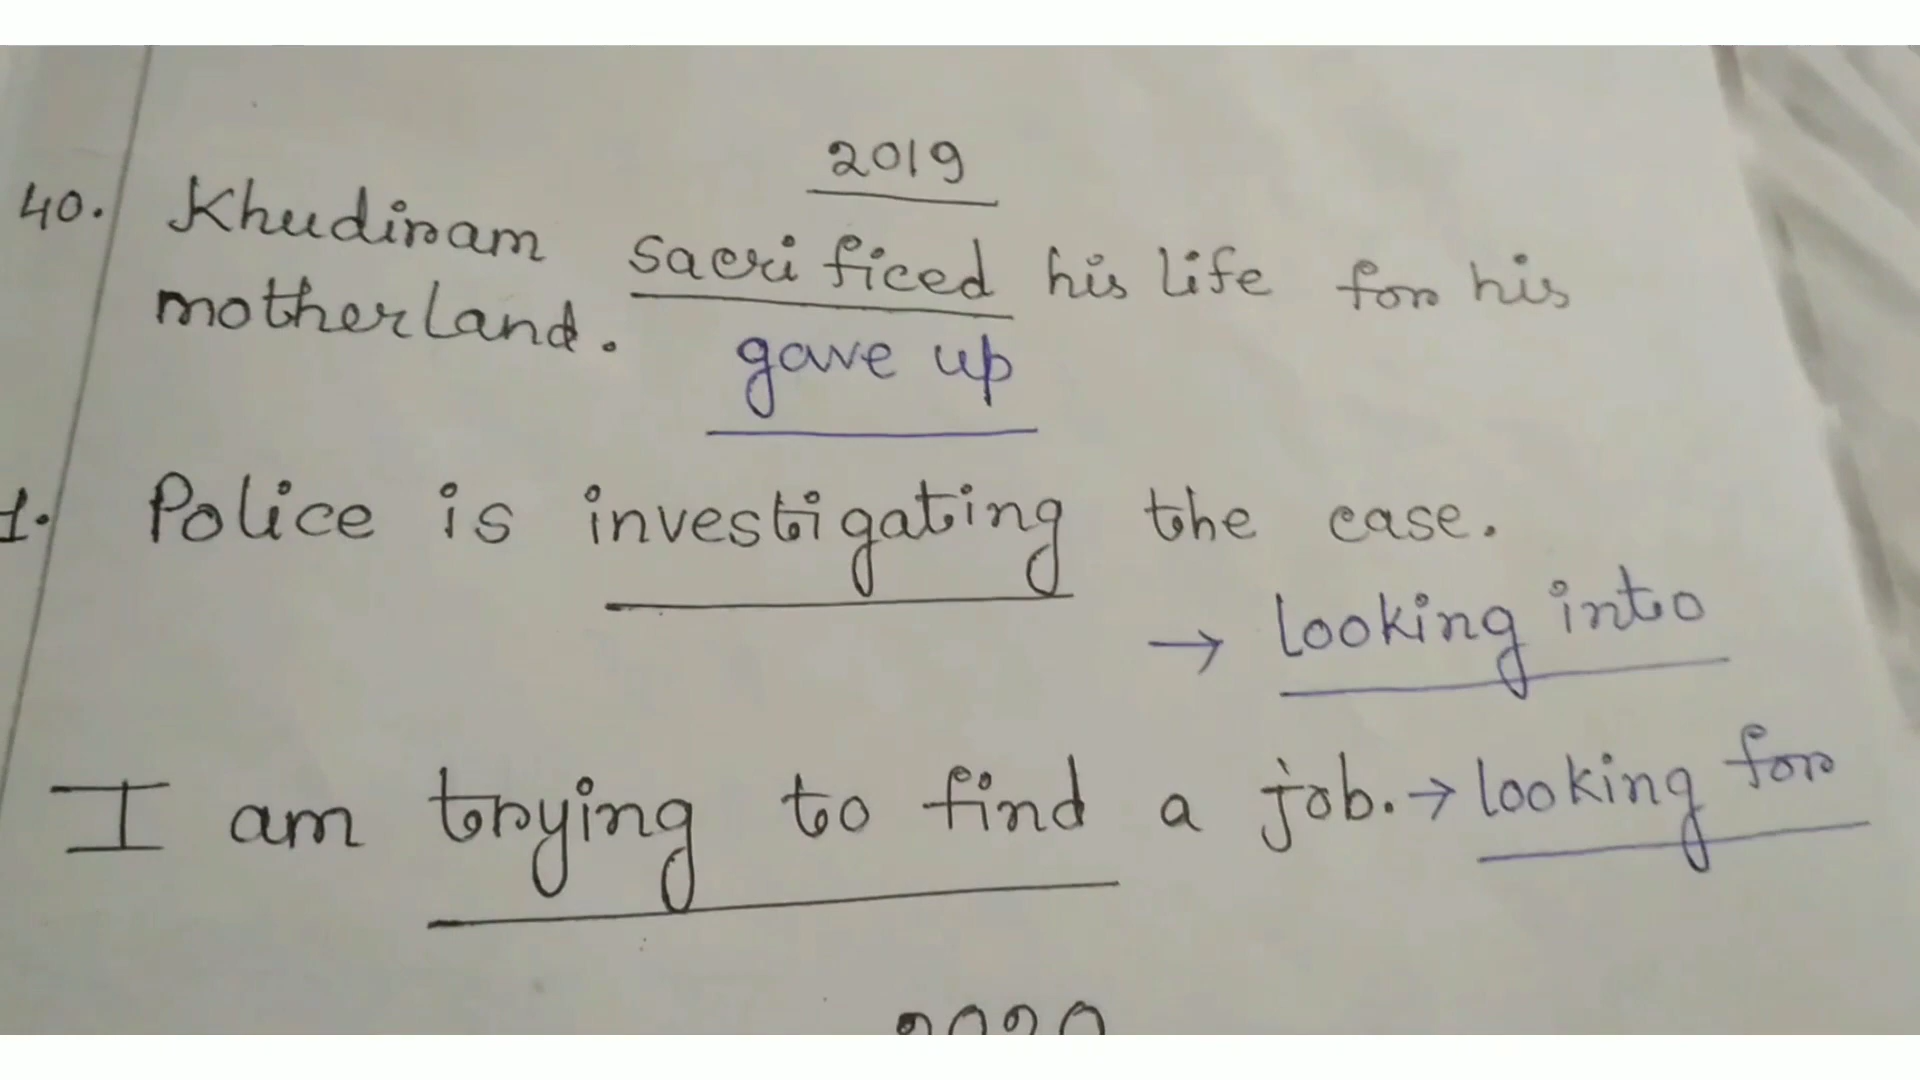 2019
40. Khudiram sacrificed his life for his
motherland.
gave up
1. Police is investigating the case.
→ looking into
I am trying to find a job. → looking for
2020